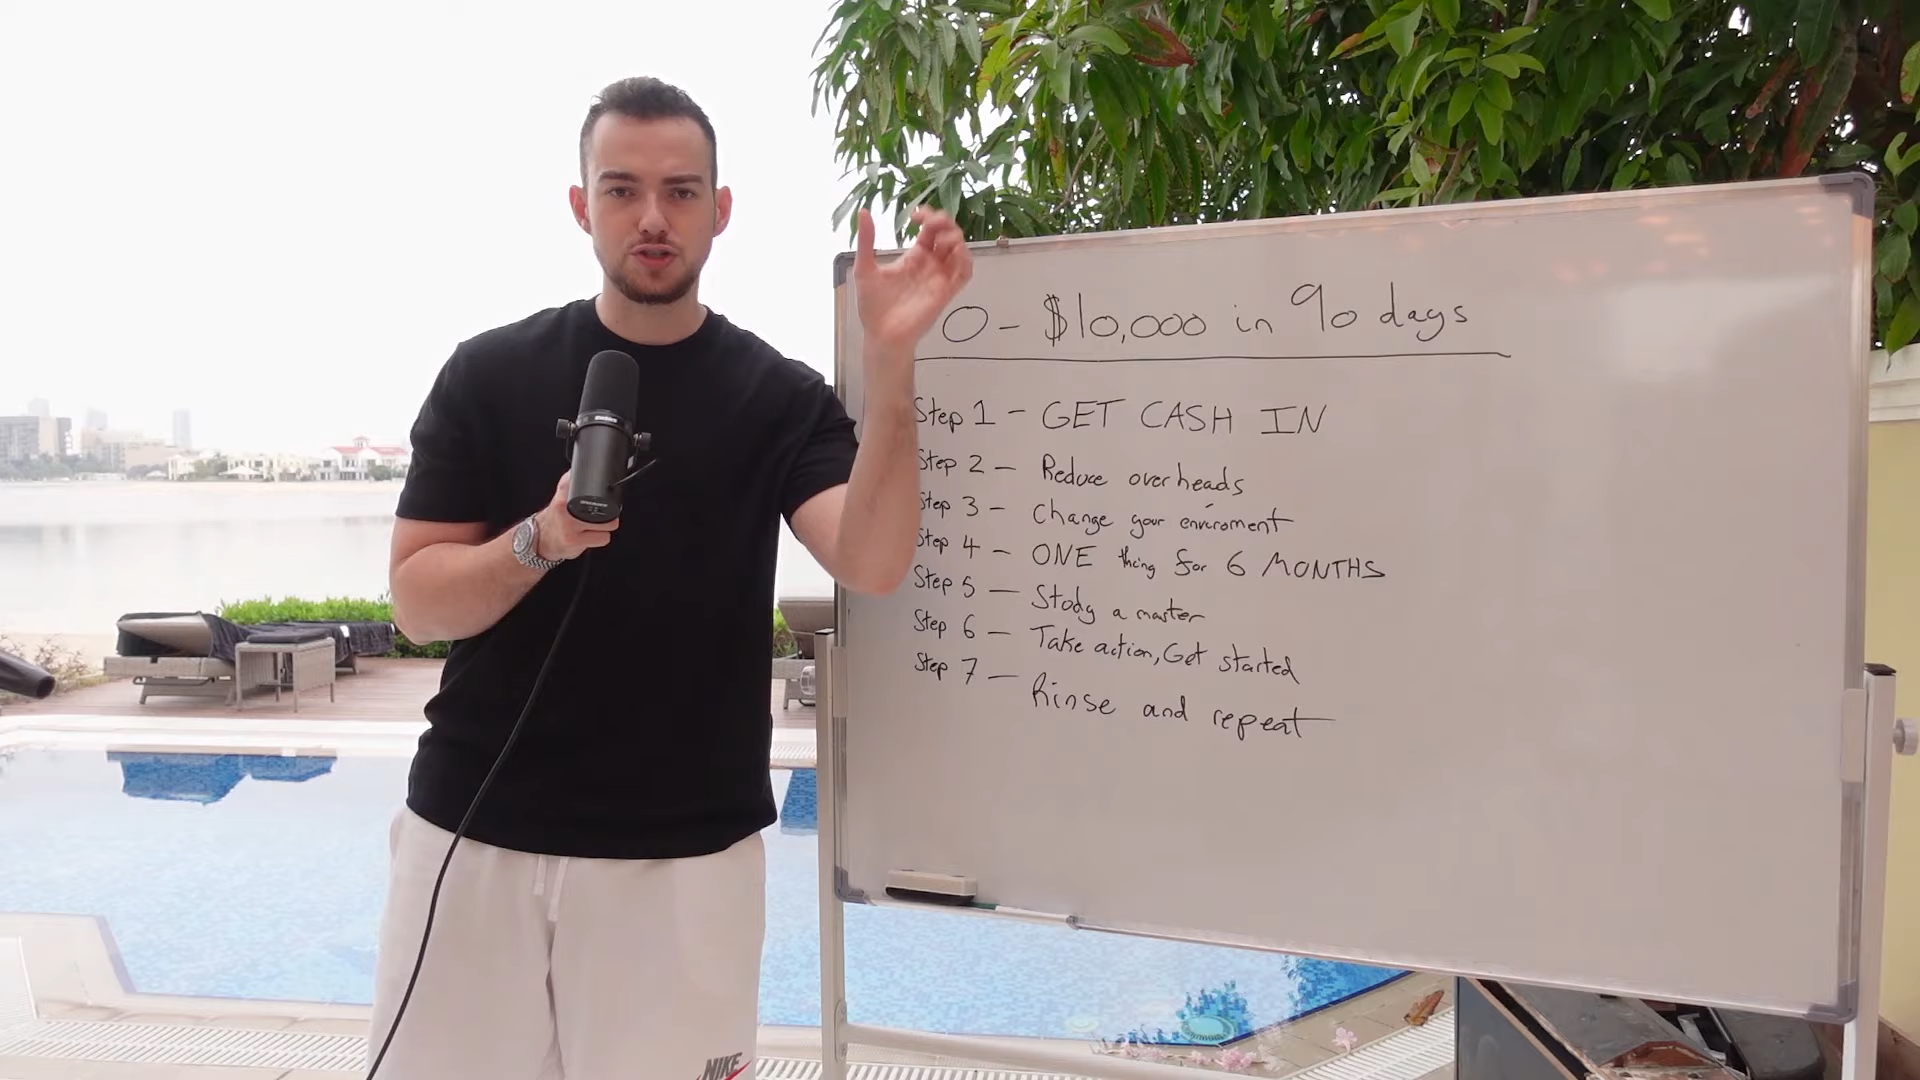 0 - $10,000 in 90 days
Step 1 - GET CASH IN
Step 2 - Reduce overheads
Step 3 - Change your enviroment
Step 4 - ONE thing for 6 MONTHS
Step 5 - Study a master
Step 6 - Take action, Get started
Step 7 - Rinse and repeat
NIKE